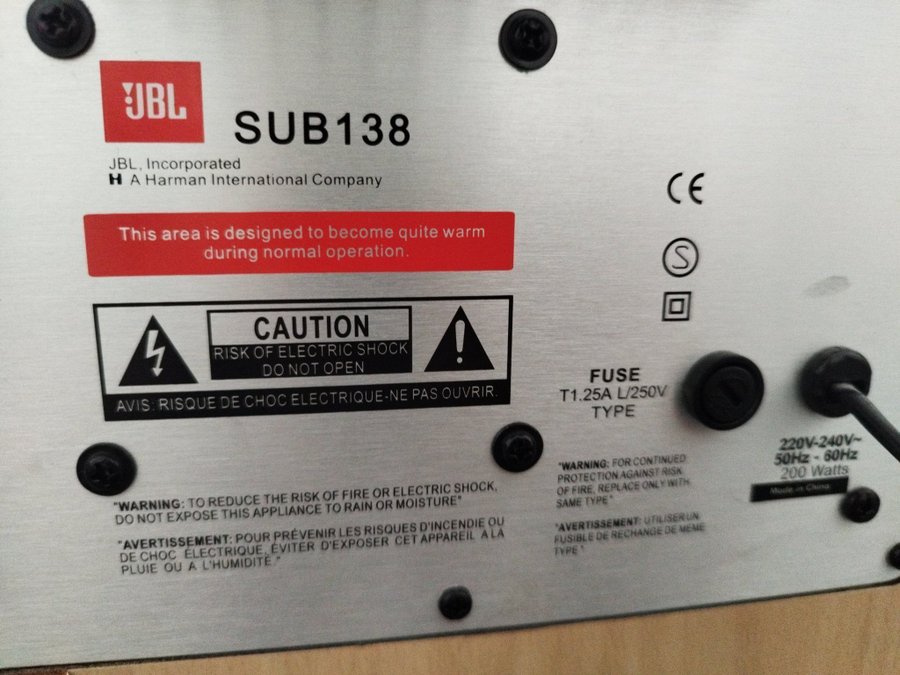 JBL
SUB138
JBL, Incorporated
H A Harman International Company
This area is designed to become quite warm
during normal operation.
CAUTION
RISK OF ELECTRIC SHOCK
DO NOT OPEN
AVIS: RISQUE DE CHOC ELECTRIQUE-NE PAS OUVRIR.
"WARNING: TO REDUCE THE RISK OF FIRE OR ELECTRIC SHOCK,
DO NOT EXPOSE THIS APPLIANCE TO RAIN OR MOISTURE"
"AVERTISSEMENT: POUR PRÉVENIR LES RISQUES D'INCENDIE OU
DE CHOC ÉLECTRIQUE, ÉVITER D'EXPOSER CET APPAREIL A LA
PLUIE OU A L'HUMIDITÉ"
CE
S
FUSE
T1.25A L/250V
TYPE
"WARNING: FOR CONTINUED
PROTECTION AGAINST RISK
OF FIRE, REPLACE ONLY WITH
SAME TYPE"
"AVERTISSEMENT: UTILISER UN
FUSIBLE DE RECHANGE DE MEME
TYPE"
220V-240V~
50Hz - 60Hz
200 Watts
Made in China